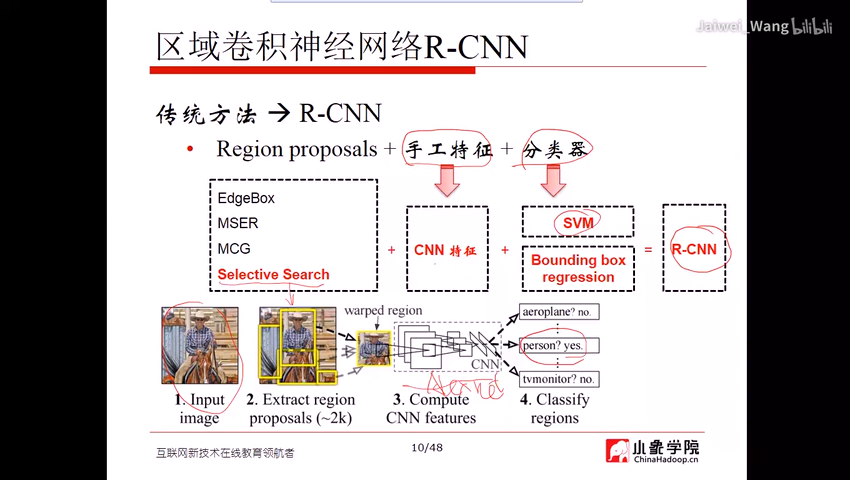 Jaiwei_Wang bilibili
区域卷积神经网络R-CNN
传统方法 → R-CNN
• Region proposals + 手工特征 + 分类器
EdgeBox
MSER
MCG
Selective Search
+
CNN 特征
+
SVM
Bounding box
regression
=
R-CNN
warped region
CNN
aeroplane? no.
person? yes.
tvmonitor? no.
1. Input
image
2. Extract region
proposals (~2k)
3. Compute
CNN features
4. Classify
regions
互联网新技术在线教育领航者
10/48
小象学院
ChinaHadoop.cn